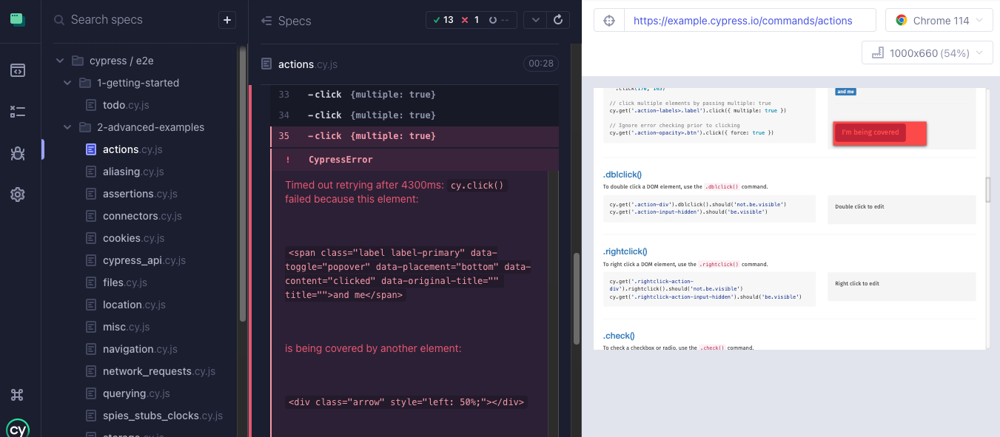 Search specs
+
cypress / e2e
1-getting-started
todo.cy.js
2-advanced-examples
actions.cy.js
aliasing.cy.js
assertions.cy.js
connectors.cy.js
cookies.cy.js
cypress_api.cy.js
files.cy.js
location.cy.js
misc.cy.js
navigation.cy.js
network_requests.cy.js
querying.cy.js
spies_stubs_clocks.cy.js
cy
Specs
13 1 --
actions.cy.js 00:28
33 -click {multiple: true}
34 -click {multiple: true}
35 -click {multiple: true}
! CypressError
Timed out retrying after 4300ms: cy.click()
failed because this element:
<span class="label label-primary" data-
toggle="popover" data-placement="bottom" data-
content="clicked" data-original-title=""
title="">and me</span>
is being covered by another element:
<div class="arrow" style="left: 50%;"></div>
https://example.cypress.io/commands/actions
Chrome 114
1000x660 (54%)
// click multiple elements by passing multiple: true
cy.get('.action-labels>.label').click({ multiple: true })
// Ignore error checking prior to clicking
cy.get('.action-opacity>.btn').click({ force: true })
and me
I'm being covered
.dblclick()
To double click a DOM element, use the .dblclick() command.
cy.get('.action-div').dblclick().should('not.be.visible')
cy.get('.action-input-hidden').should('be.visible')
Double click to edit
.rightclick()
To right click a DOM element, use the .rightclick() command.
cy.get('.rightclick-action-
div').rightclick().should('not.be.visible')
cy.get('.rightclick-action-input-hidden').should('be.visible')
Right click to edit
.check()
To check a checkbox or radio, use the .check() command.